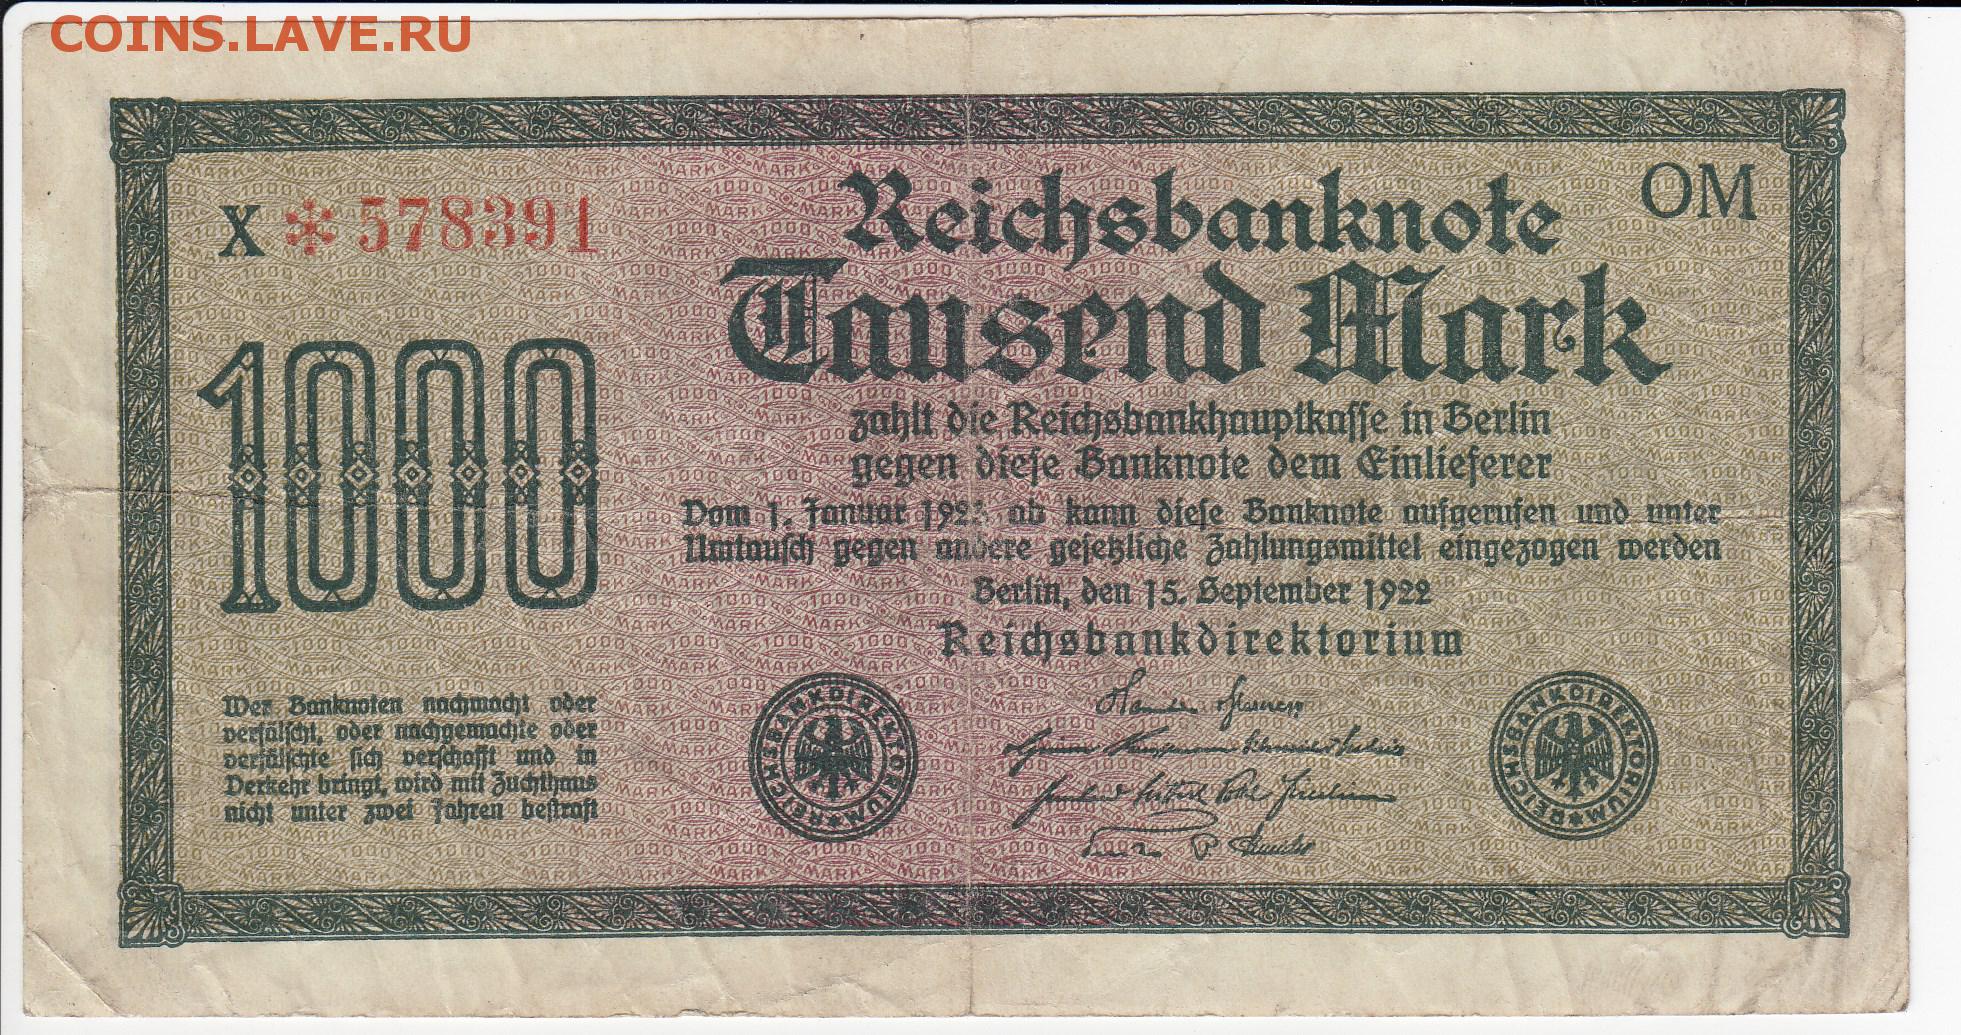 COINS.LAVE.RU
X * 578391
OM
Reichsbanknote
Tausend Mark
1000
zahlt die Reichsbankhauptkasse in Berlin
gegen diese Banknote dem Einlieferer
Vom 1. Januar 1923 ab kann diese Banknote aufgerufen und unter
Umtausch gegen andere gesetzliche Zahlungsmittel eingezogen werden
Berlin, den 15. September 1922
Reichsbankdirektorium
Wer Banknoten nachmacht oder
verfälscht, oder nachgemachte oder
verfälschte sich verschafft und in
Verkehr bringt, wird mit Zuchthaus
nicht unter zwei Jahren bestraft
REICHSBANKDIREKTORIUM
REICHSBANKDIREKTORIUM